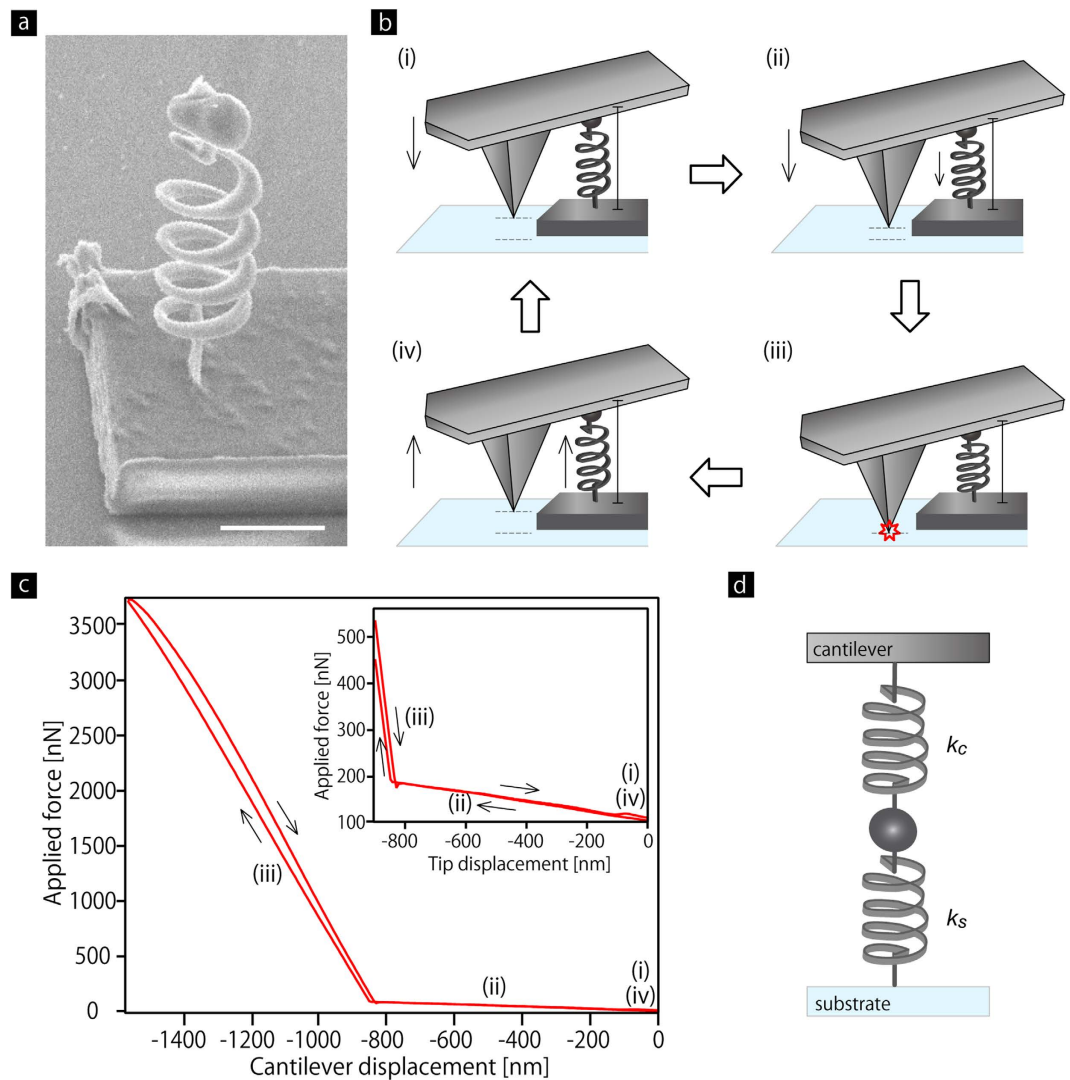 a
b
(i)
(ii)
(iv)
(iii)
c
3500
3000
2500
2000
1500
1000
500
0
Applied force [nN]
-1400 -1200 -1000 -800 -600 -400 -200 0
Cantilever displacement [nm]
(iii)
(ii)
(i)
(iv)
500
400
300
200
100
Applied force [nN]
-800 -600 -400 -200 0
Tip displacement [nm]
(iii)
(ii)
(i)
(iv)
d
cantilever
kc
ks
substrate